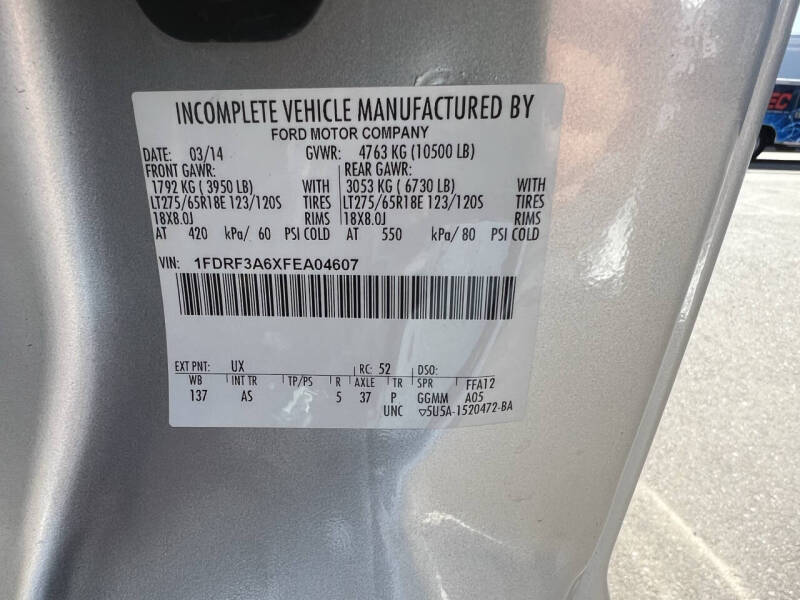 INCOMPLETE VEHICLE MANUFACTURED BY
FORD MOTOR COMPANY
DATE: 03/14 GVWR: 4763 KG (10500 LB)
FRONT GAWR: REAR GAWR:
1792 KG ( 3950 LB) WITH 3053 KG ( 6730 LB) WITH
LT275/65R18E 123/120S TIRES LT275/65R18E 123/120S TIRES
18X8.0J RIMS 18X8.0J RIMS
AT 420 kPa/ 60 PSI COLD AT 550 kPa/ 80 PSI COLD
VIN: 1FDRF3A6XFEA04607
EXT PNT: UX RC: 52 DSO:
WB INT TR TP/PS R AXLE TR SPR FFA12
137 AS 5 37 P GGMM A05
UNC ▽5U5A-1520472-BA
EC